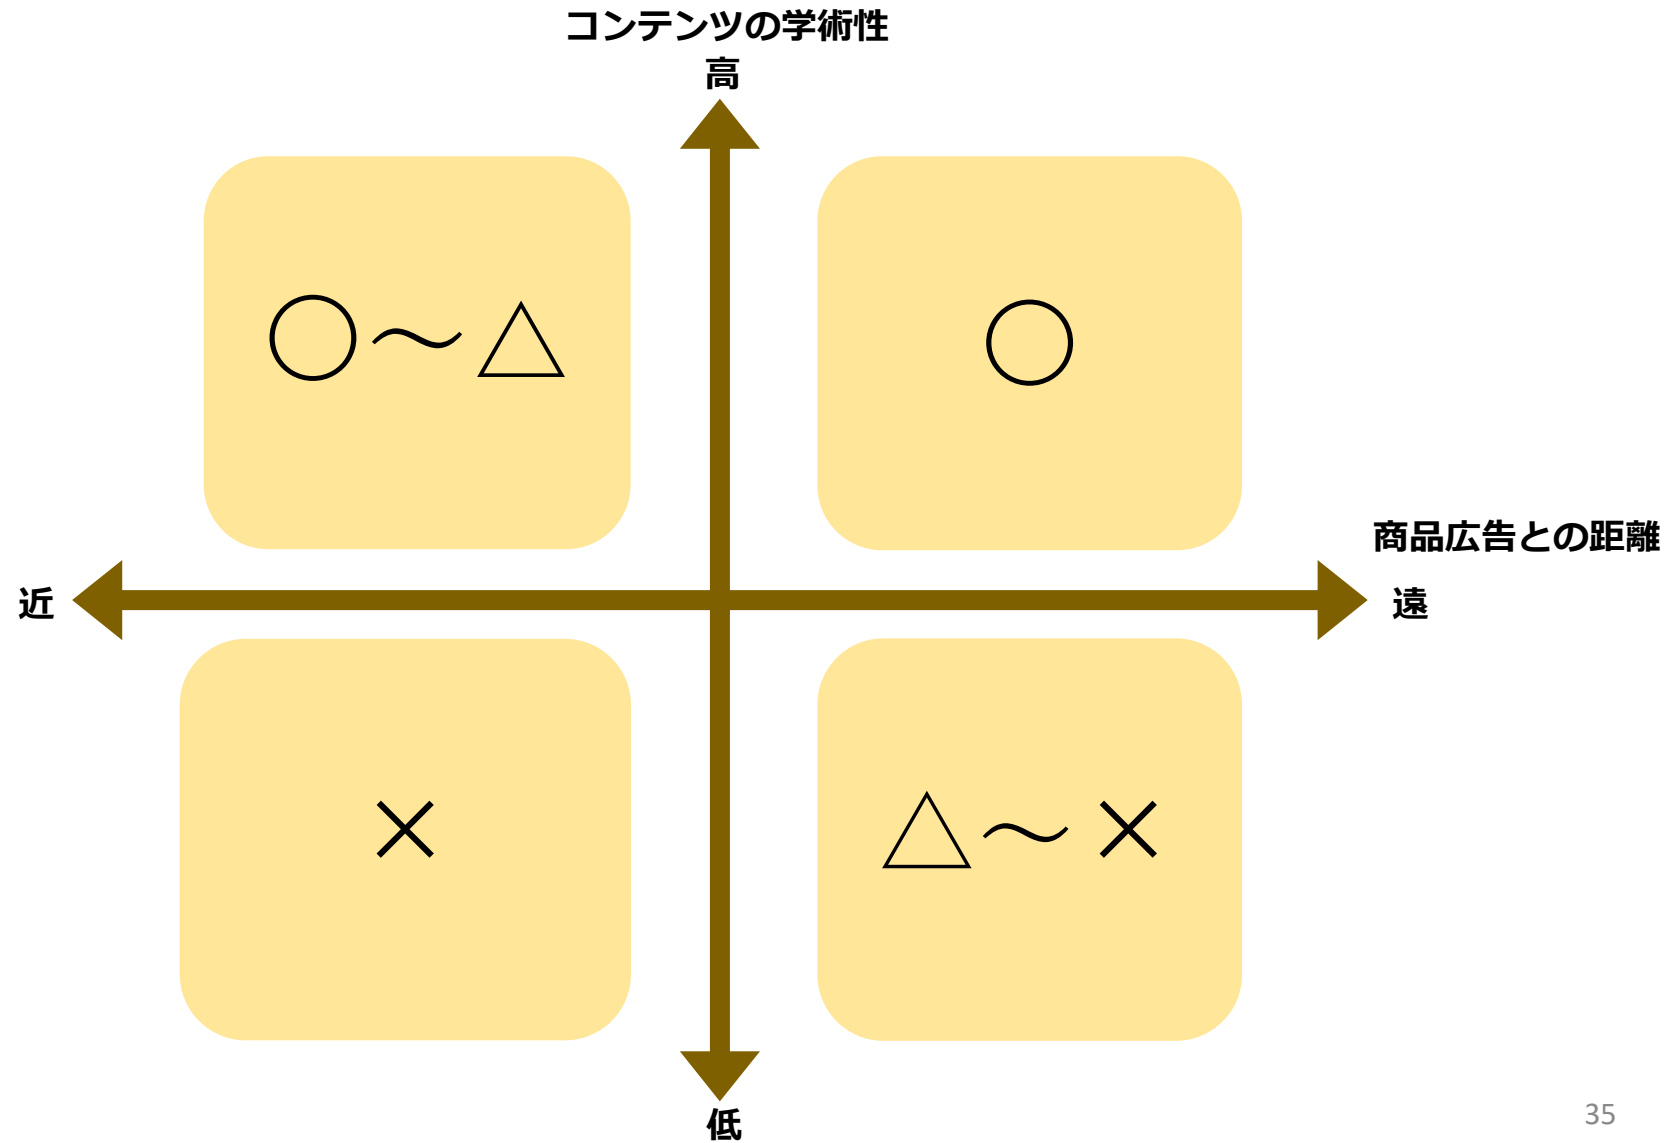 コンテンツの学術性
高
○～△
○
商品広告との距離
近
遠
×
△～×
低
35